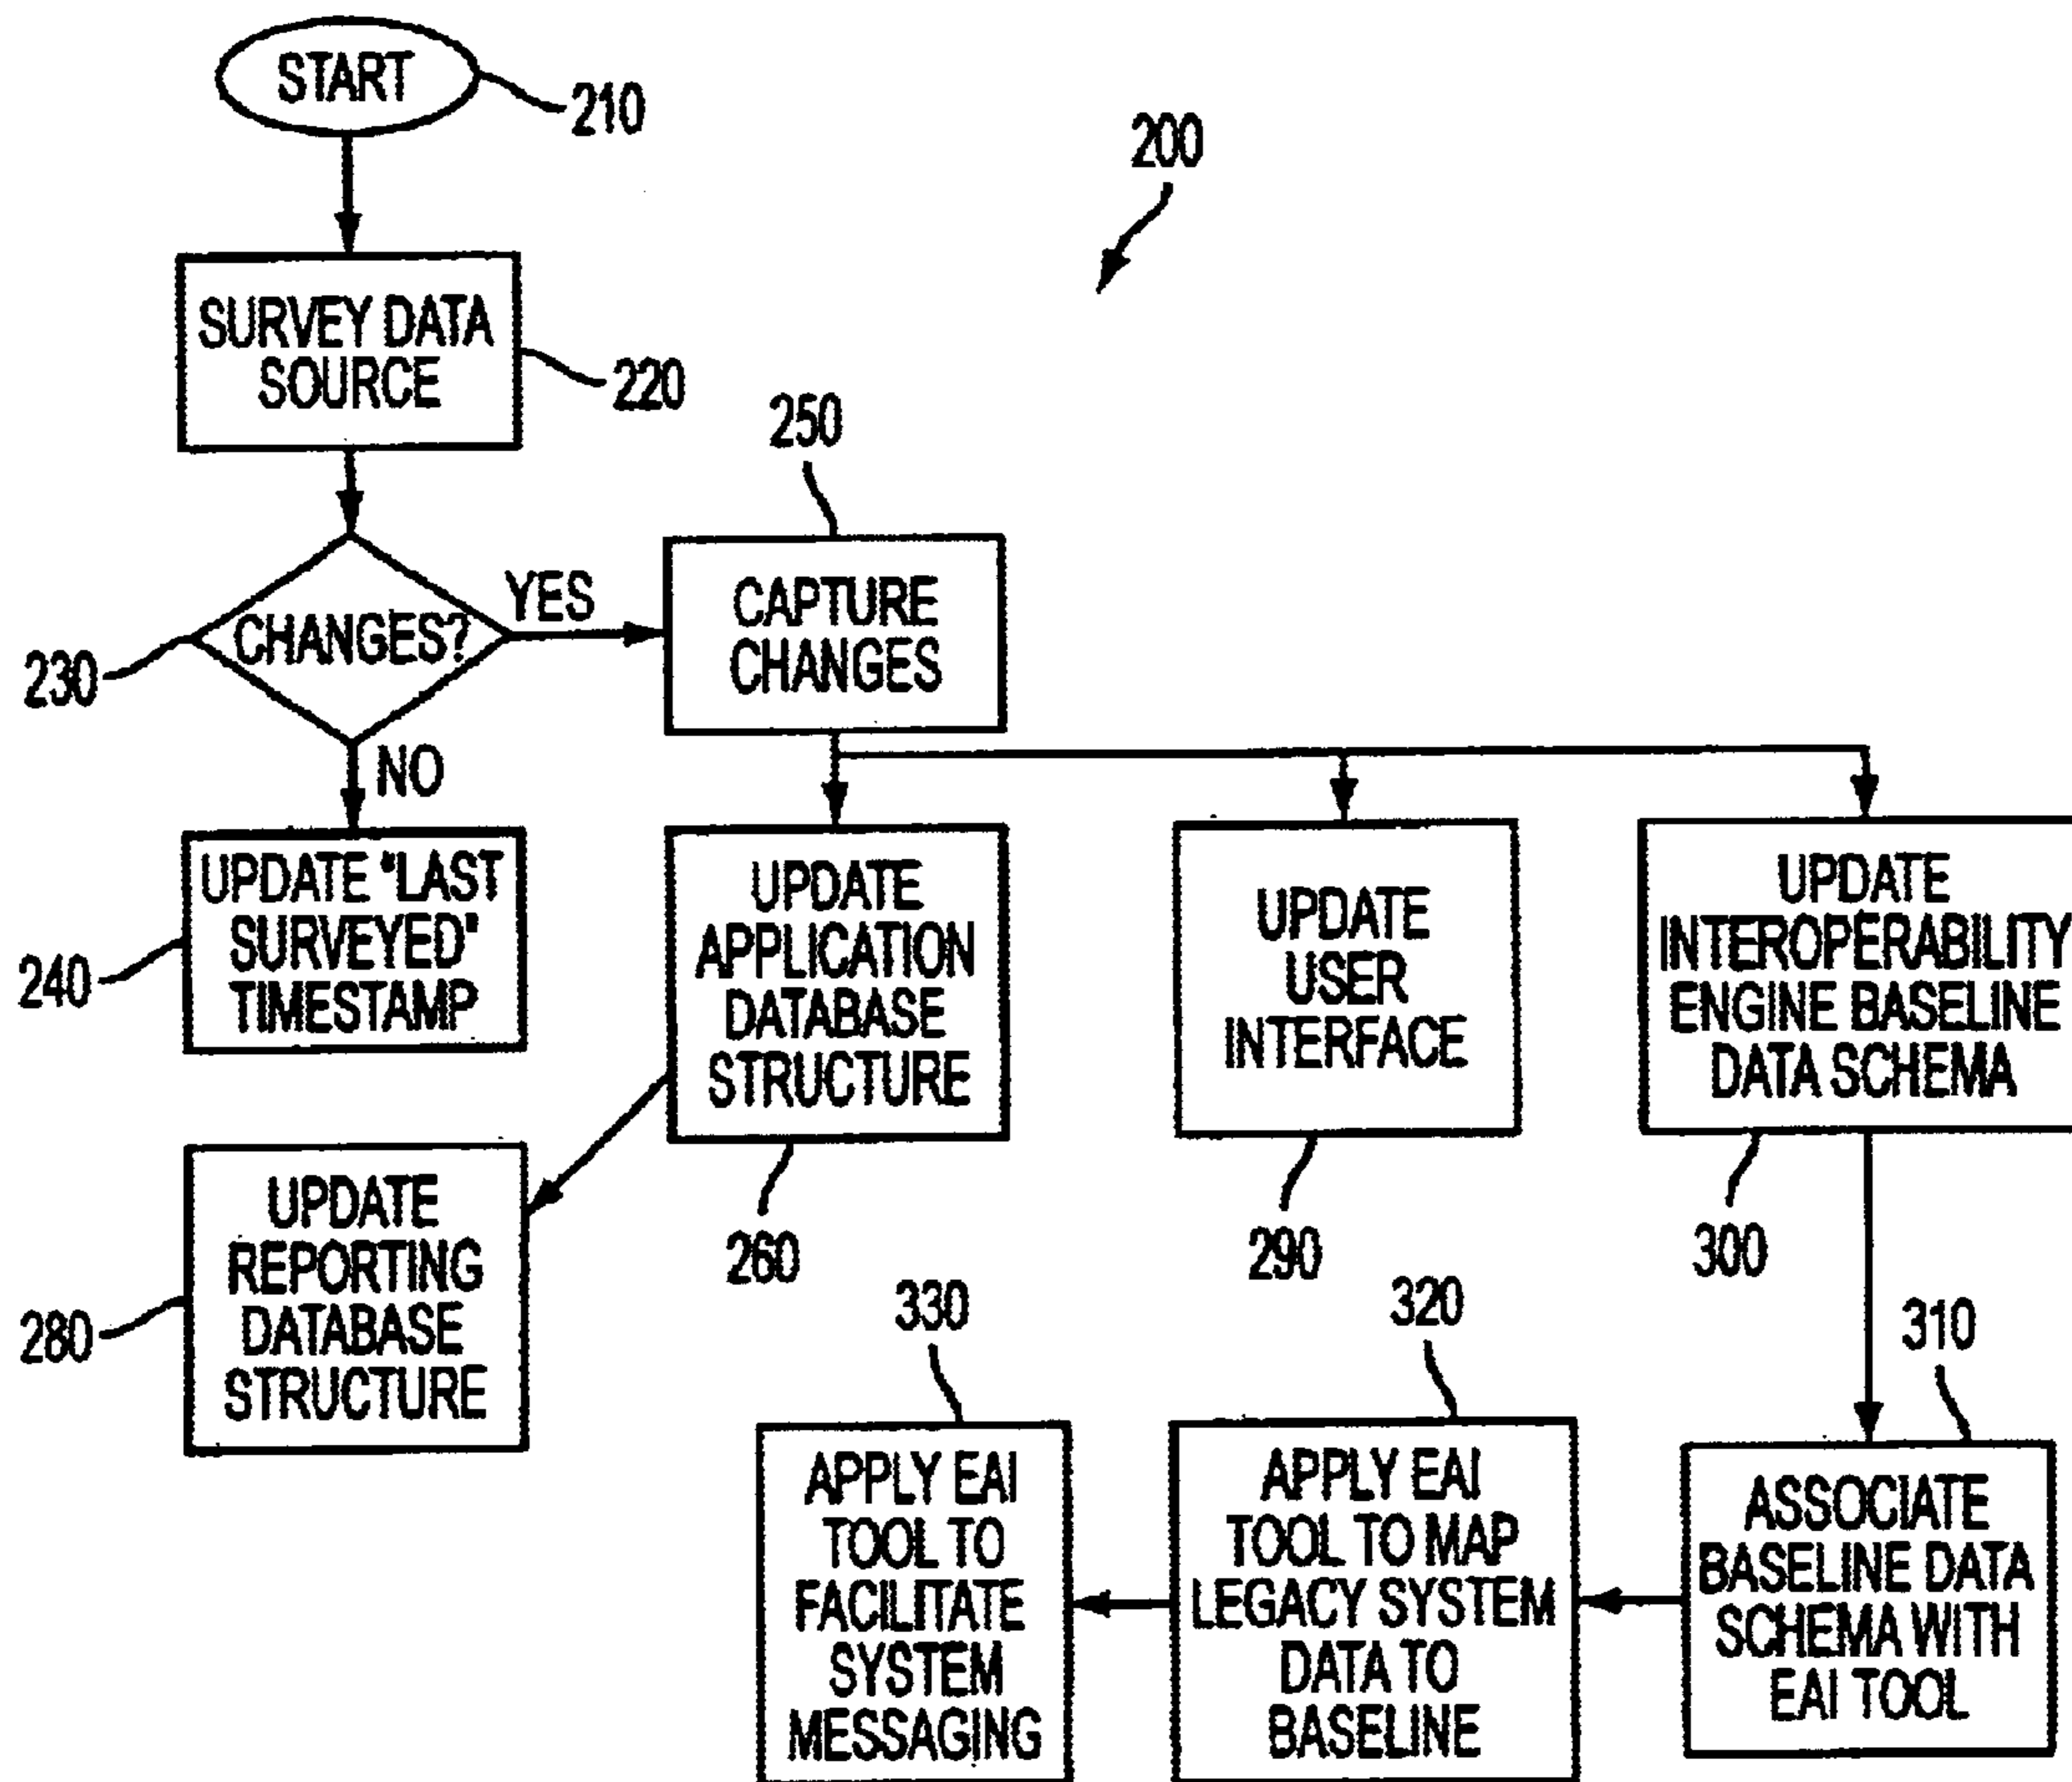 START
210
200
SURVEY DATA
SOURCE
220
250
CHANGES?
YES
230
CAPTURE
CHANGES
NO
UPDATE "LAST
SURVEYED"
TIMESTAMP
240
UPDATE
APPLICATION
DATABASE
STRUCTURE
260
UPDATE
USER
INTERFACE
290
UPDATE
INTEROPERABILITY
ENGINE BASELINE
DATA SCHEMA
300
UPDATE
REPORTING
DATABASE
STRUCTURE
280
330
APPLY EAI
TOOL TO
FACILITATE
SYSTEM
MESSAGING
320
APPLY EAI
TOOL TO MAP
LEGACY SYSTEM
DATA TO
BASELINE
310
ASSOCIATE
BASELINE DATA
SCHEMA WITH
EAI TOOL